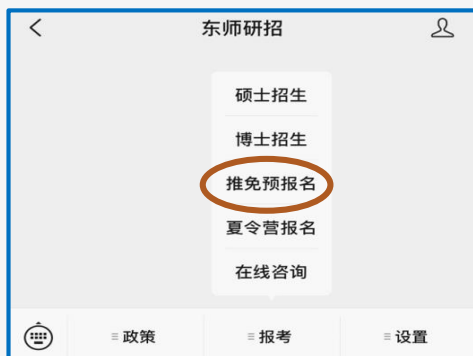 东师研招
硕士招生
博士招生
推免预报名
夏令营报名
在线咨询
政策 报考 设置